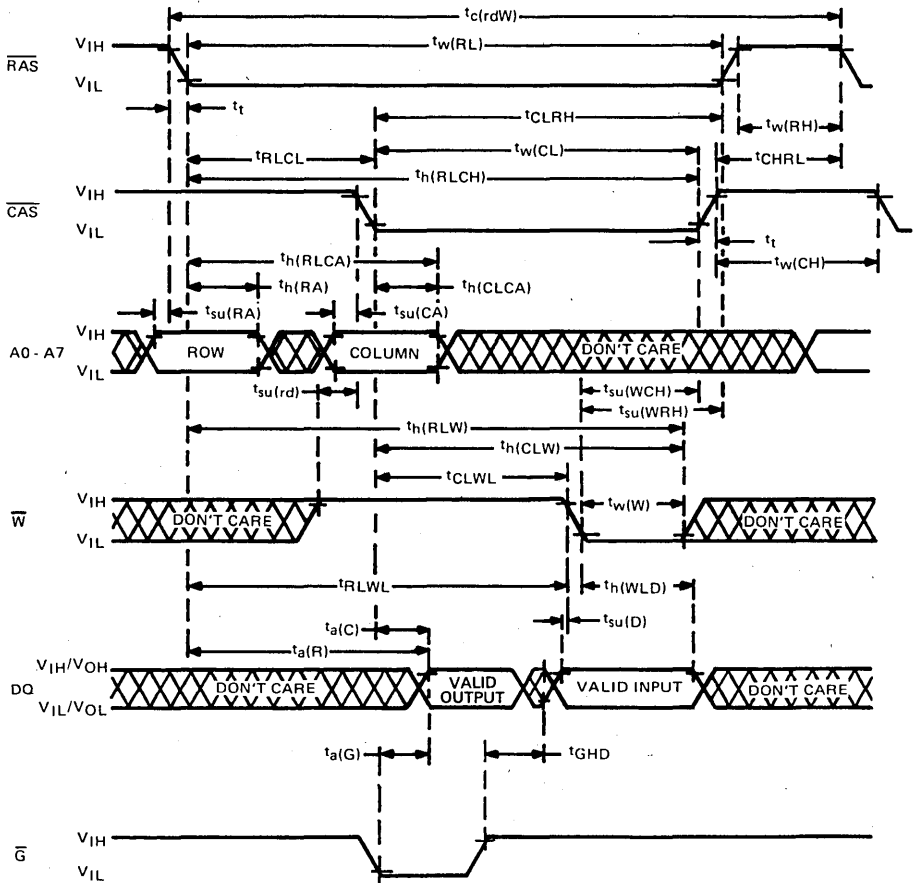 tc(rdW)
VIH
tw(RL)
RAS
VIL
tt
tCLRH
tw(RH)
tRLCL
tw(CL)
tCHRL
th(RLCH)
VIH
CAS
VIL
tt
th(RLCA)
tw(CH)
th(RA)
th(CLCA)
tsu(RA)
tsu(CA)
VIH
A0 - A7
ROW
COLUMN
DON'T CARE
VIL
tsu(rd)
tsu(WCH)
tsu(WRH)
th(RLW)
th(CLW)
tCLWL
VIH
W
DON'T CARE
tw(W)
DON'T CARE
VIL
tRLWL
th(WLD)
ta(C)
tsu(D)
ta(R)
VIH/VOH
DQ
DON'T CARE
VALID OUTPUT
VALID INPUT
DON'T CARE
VIL/VOL
ta(G)
tGHD
VIH
G
VIL